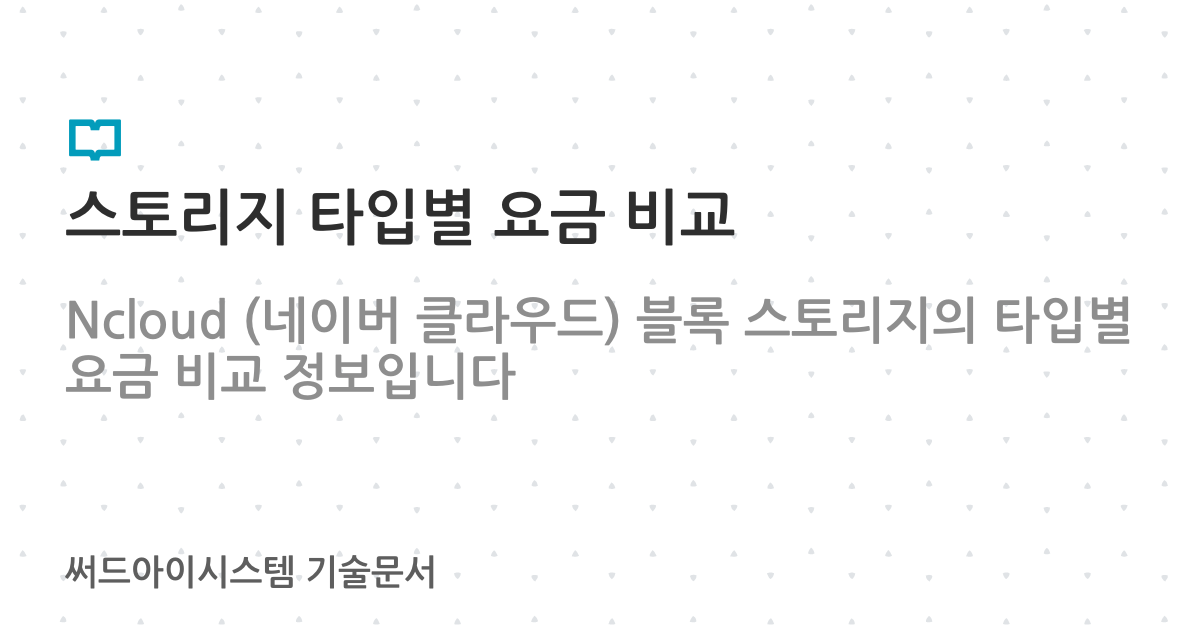 스토리지 타입별 요금 비교
Ncloud (네이버 클라우드) 블록 스토리지의 타입별
요금 비교 정보입니다
써드아이시스템 기술문서